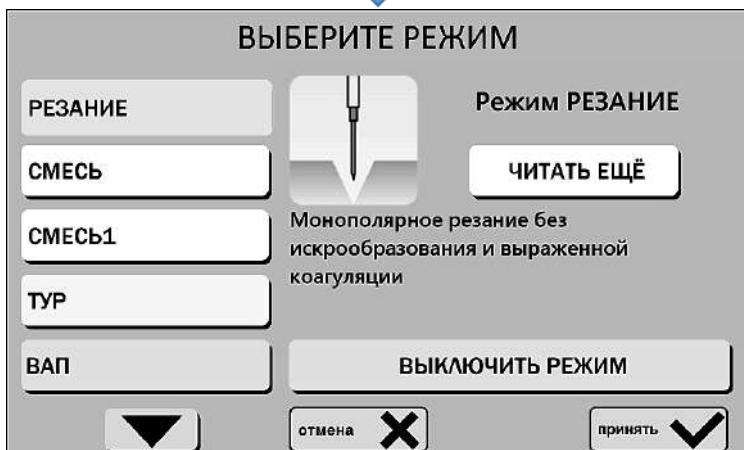 ВЫБЕРИТЕ РЕЖИМ
РЕЗАНИЕ
СМЕСЬ
СМЕСЬ1
ТУР
ВАП
Режим РЕЗАНИЕ
ЧИТАТЬ ЕЩЁ
Монополярное резание без
искрообразования и выраженной
коагуляции
ВЫКЛЮЧИТЬ РЕЖИМ
отмена
принять